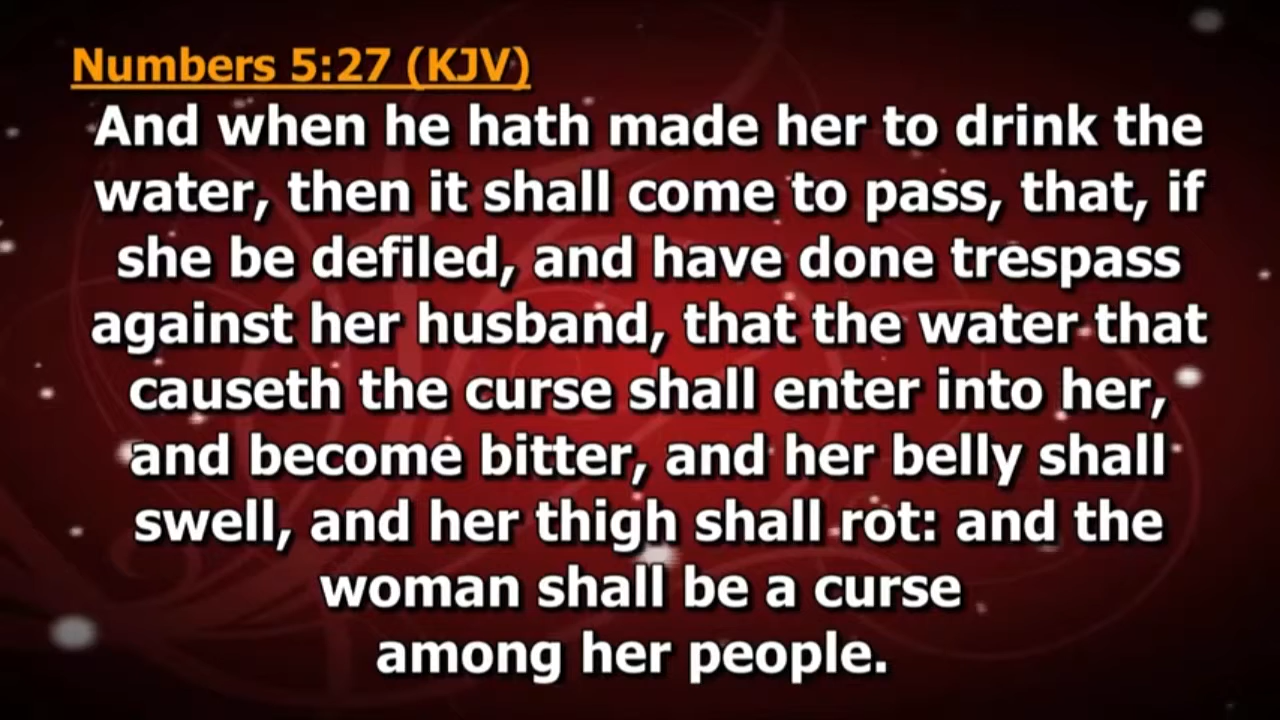 Numbers 5:27 (KJV)
And when he hath made her to drink the
water, then it shall come to pass, that, if
she be defiled, and have done trespass
against her husband, that the water that
causeth the curse shall enter into her,
and become bitter, and her belly shall
swell, and her thigh shall rot: and the
woman shall be a curse
among her people.